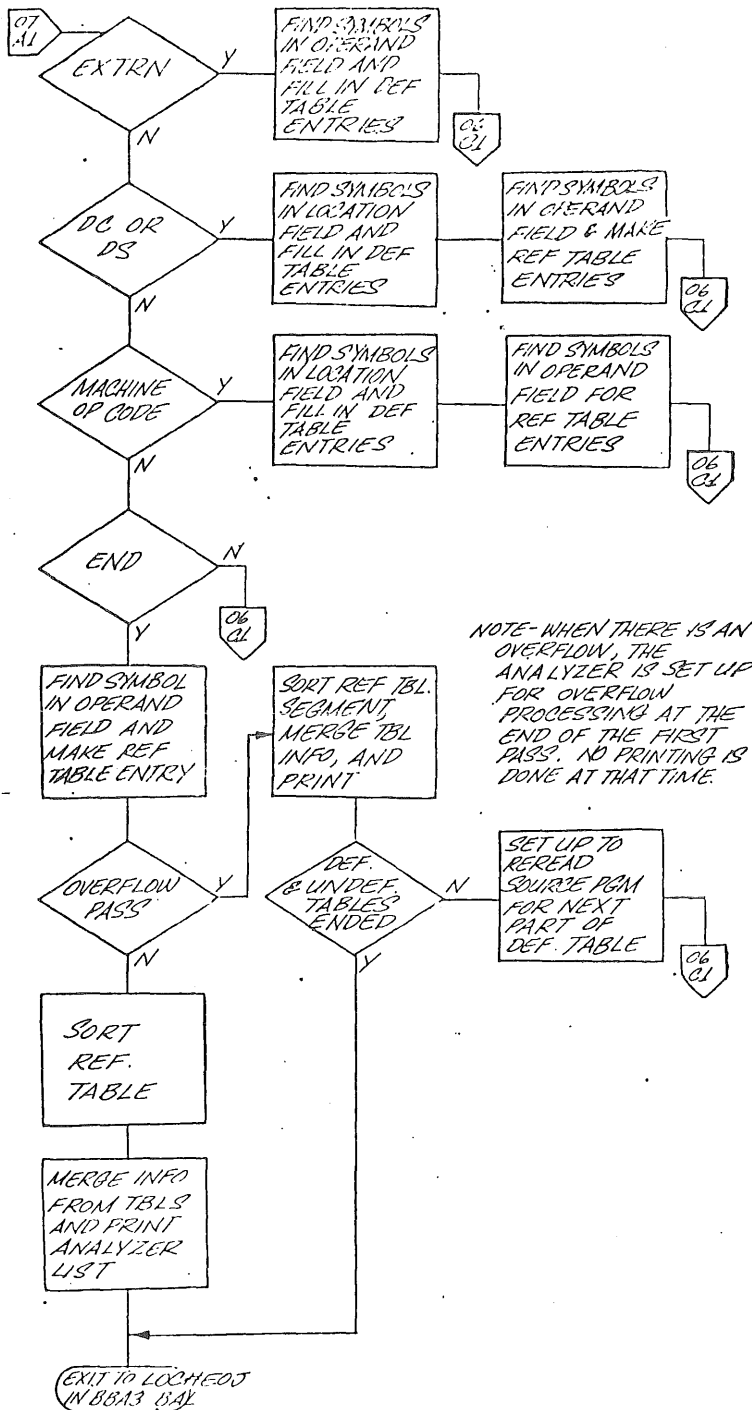 07
A1
EXTRN
Y
N
FIND SYMBOLS
IN OPERAND
FIELD AND
FILL IN DEF
TABLE
ENTRIES
06
C1
DC OR
DS
Y
N
FIND SYMBOLS
IN LOCATION
FIELD AND
FILL IN DEF
TABLE
ENTRIES
FIND SYMBOLS
IN OPERAND
FIELD & MAKE
REF TABLE
ENTRIES
06
C1
MACHINE
OP CODE
Y
N
FIND SYMBOLS
IN LOCATION
FIELD AND
FILL IN DEF
TABLE
ENTRIES
FIND SYMBOLS
IN OPERAND
FIELD FOR
REF TABLE
ENTRIES
06
C1
END
N
Y
06
C1
NOTE-WHEN THERE IS AN
OVERFLOW, THE
ANALYZER IS SET UP
FOR OVERFLOW
PROCESSING AT THE
END OF THE FIRST
PASS. NO PRINTING IS
DONE AT THAT TIME.
FIND SYMBOL
IN OPERAND
FIELD AND
MAKE REF
TABLE ENTRY
SORT REF TBL.
SEGMENT,
MERGE TBL
INFO, AND
PRINT
OVERFLOW
PASS
Y
N
DEF.
& UNDEF.
TABLES
ENDED
N
Y
SET UP TO
REREAD
SOURCE PGM
FOR NEXT
PART OF
DEF. TABLE
06
C1
SORT
REF.
TABLE
MERGE INFO
FROM TBLS
AND PRINT
ANALYZER
LIST
EXIT TO LOCHEOJ
IN BBA3 BAL